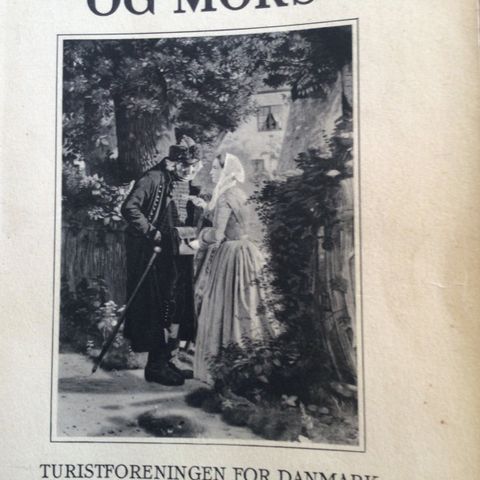 OG MORS
TURISTFORENINGEN FOR DANMARK